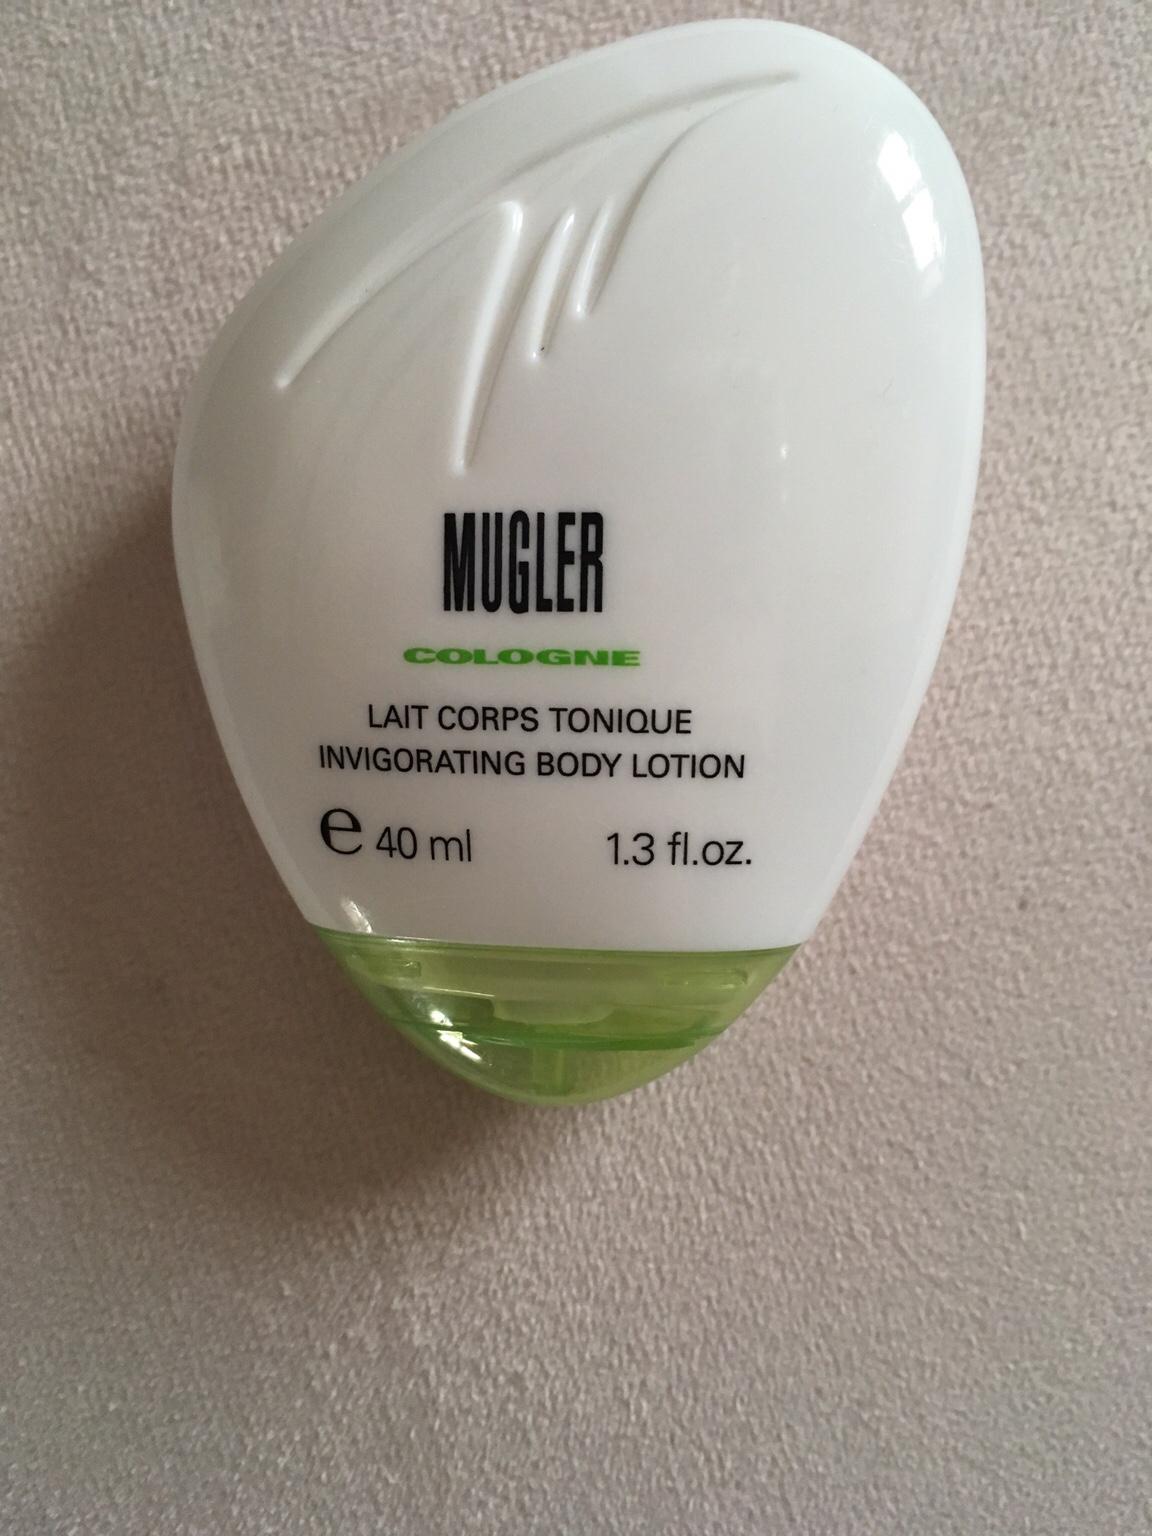 MUGLER
COLOGNE
LAIT CORPS TONIQUE
INVIGORATING BODY LOTION
℮ 40 ml 1.3 fl.oz.